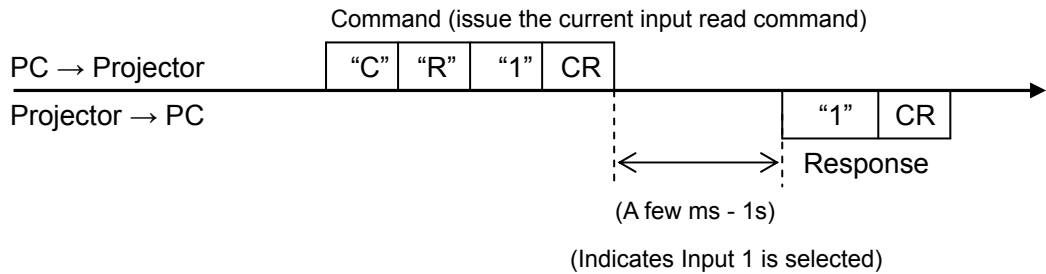 Command (issue the current input read command)
PC → Projector “C” “R” “1” CR
Projector → PC “1” CR
Response
(A few ms - 1s)
(Indicates Input 1 is selected)